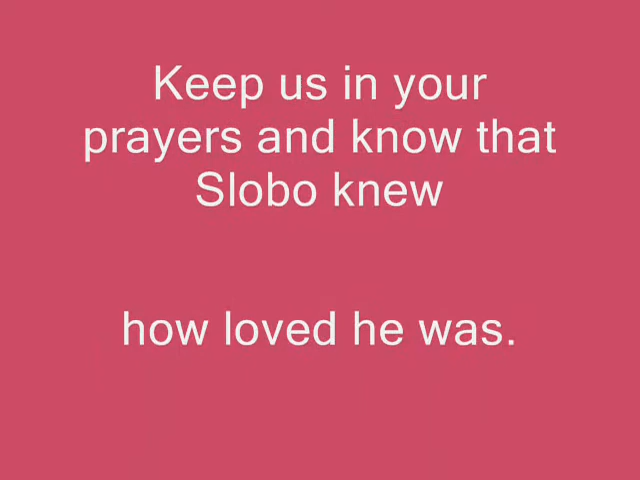 Keep us in your
prayers and know that
Slobo knew
how loved he was.